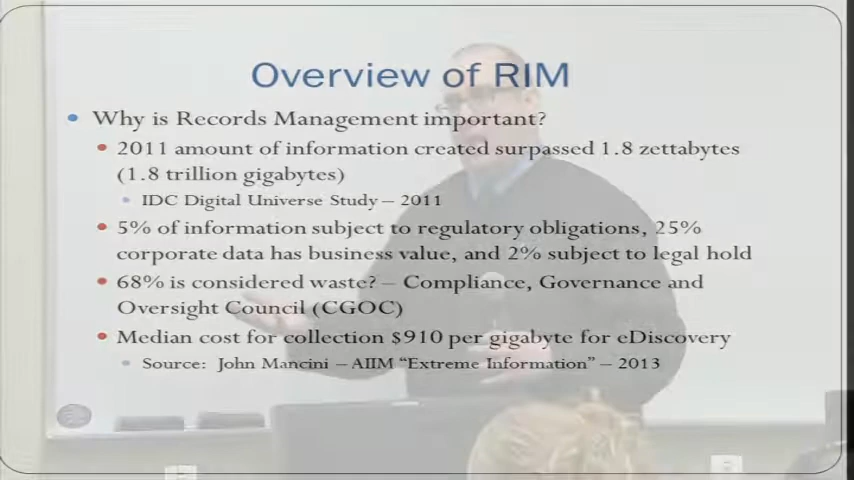 Overview of RIM
Why is Records Management important?
2011 amount of information created surpassed 1.8 zettabytes
(1.8 trillion gigabytes)
IDC Digital Universe Study – 2011
5% of information subject to regulatory obligations, 25%
corporate data has business value, and 2% subject to legal hold
68% is considered waste? – Compliance, Governance and
Oversight Council (CGOC)
Median cost for collection $910 per gigabyte for eDiscovery
Source: John Mancini – AIIM “Extreme Information” – 2013